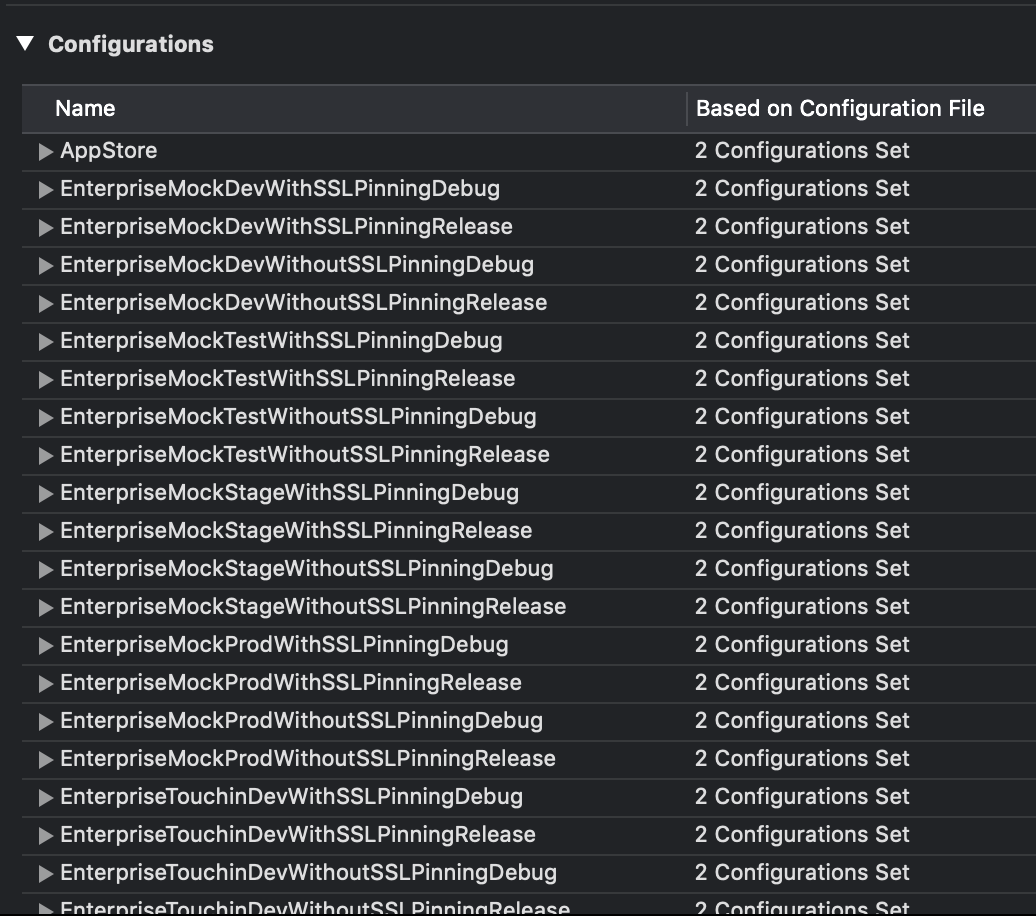 Configurations
Name Based on Configuration File
AppStore 2 Configurations Set
EnterpriseMockDevWithSSLPinningDebug 2 Configurations Set
EnterpriseMockDevWithSSLPinningRelease 2 Configurations Set
EnterpriseMockDevWithoutSSLPinningDebug 2 Configurations Set
EnterpriseMockDevWithoutSSLPinningRelease 2 Configurations Set
EnterpriseMockTestWithSSLPinningDebug 2 Configurations Set
EnterpriseMockTestWithSSLPinningRelease 2 Configurations Set
EnterpriseMockTestWithoutSSLPinningDebug 2 Configurations Set
EnterpriseMockTestWithoutSSLPinningRelease 2 Configurations Set
EnterpriseMockStageWithSSLPinningDebug 2 Configurations Set
EnterpriseMockStageWithSSLPinningRelease 2 Configurations Set
EnterpriseMockStageWithoutSSLPinningDebug 2 Configurations Set
EnterpriseMockStageWithoutSSLPinningRelease 2 Configurations Set
EnterpriseMockProdWithSSLPinningDebug 2 Configurations Set
EnterpriseMockProdWithSSLPinningRelease 2 Configurations Set
EnterpriseMockProdWithoutSSLPinningDebug 2 Configurations Set
EnterpriseMockProdWithoutSSLPinningRelease 2 Configurations Set
EnterpriseTouchinDevWithSSLPinningDebug 2 Configurations Set
EnterpriseTouchinDevWithSSLPinningRelease 2 Configurations Set
EnterpriseTouchinDevWithoutSSLPinningDebug 2 Configurations Set
EnterpriseTouchinDevWithoutSSLPinningRelease 2 Configurations Set